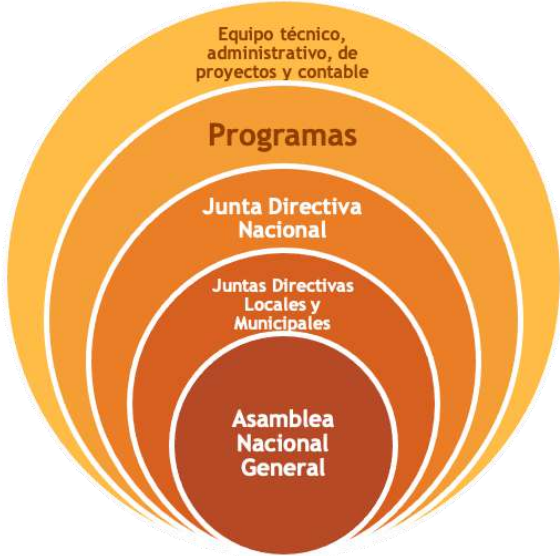 Equipo técnico,
administrativo, de
proyectos y contable
Programas
Junta Directiva
Nacional
Juntas Directivas
Locales y
Municipales
Asamblea
Nacional
General